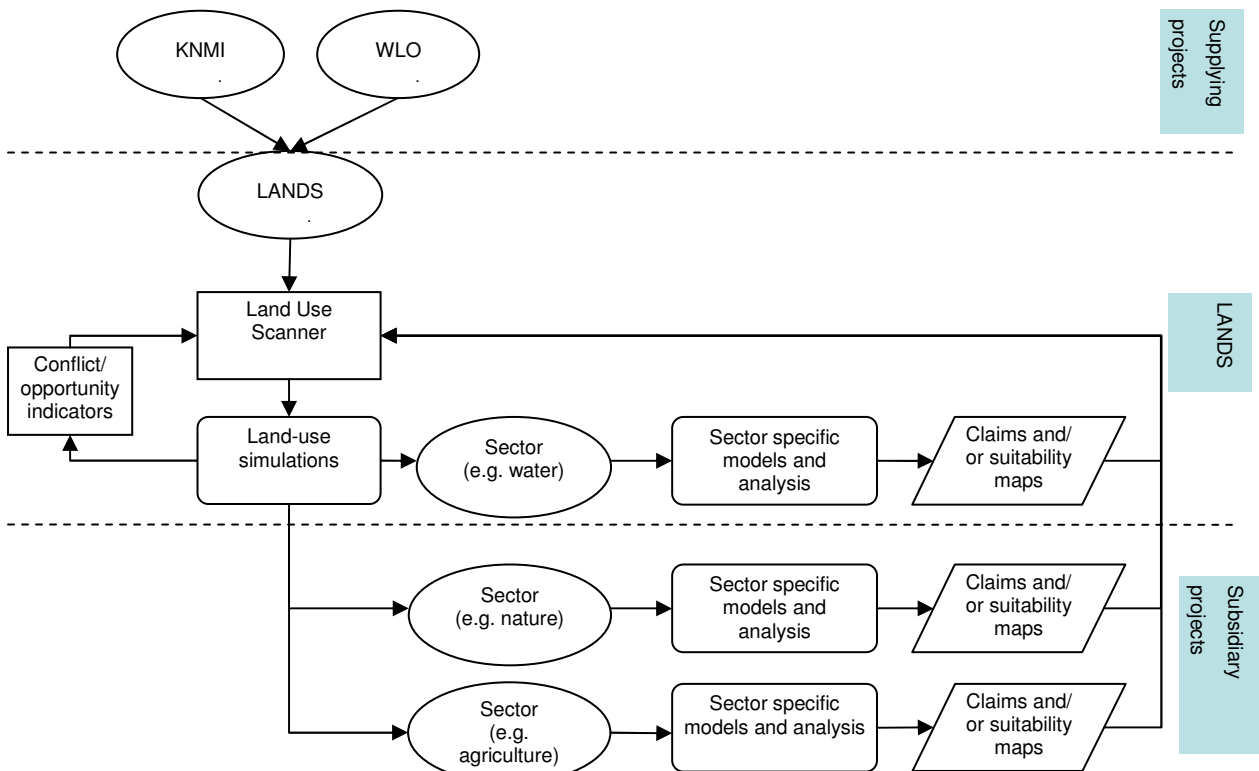 KNMI
.
WLO
.
Supplying
projects
LANDS
.
Land Use
Scanner
LANDS
Conflict/
opportunity
indicators
Land-use
simulations
Sector
(e.g. water)
Sector specific
models and
analysis
Claims and/
or suitability
maps
Sector
(e.g. nature)
Sector specific
models and
analysis
Claims and/
or suitability
maps
Subsidiary
projects
Sector
(e.g.
agriculture)
Sector specific
models and analysis
Claims and/
or suitability
maps